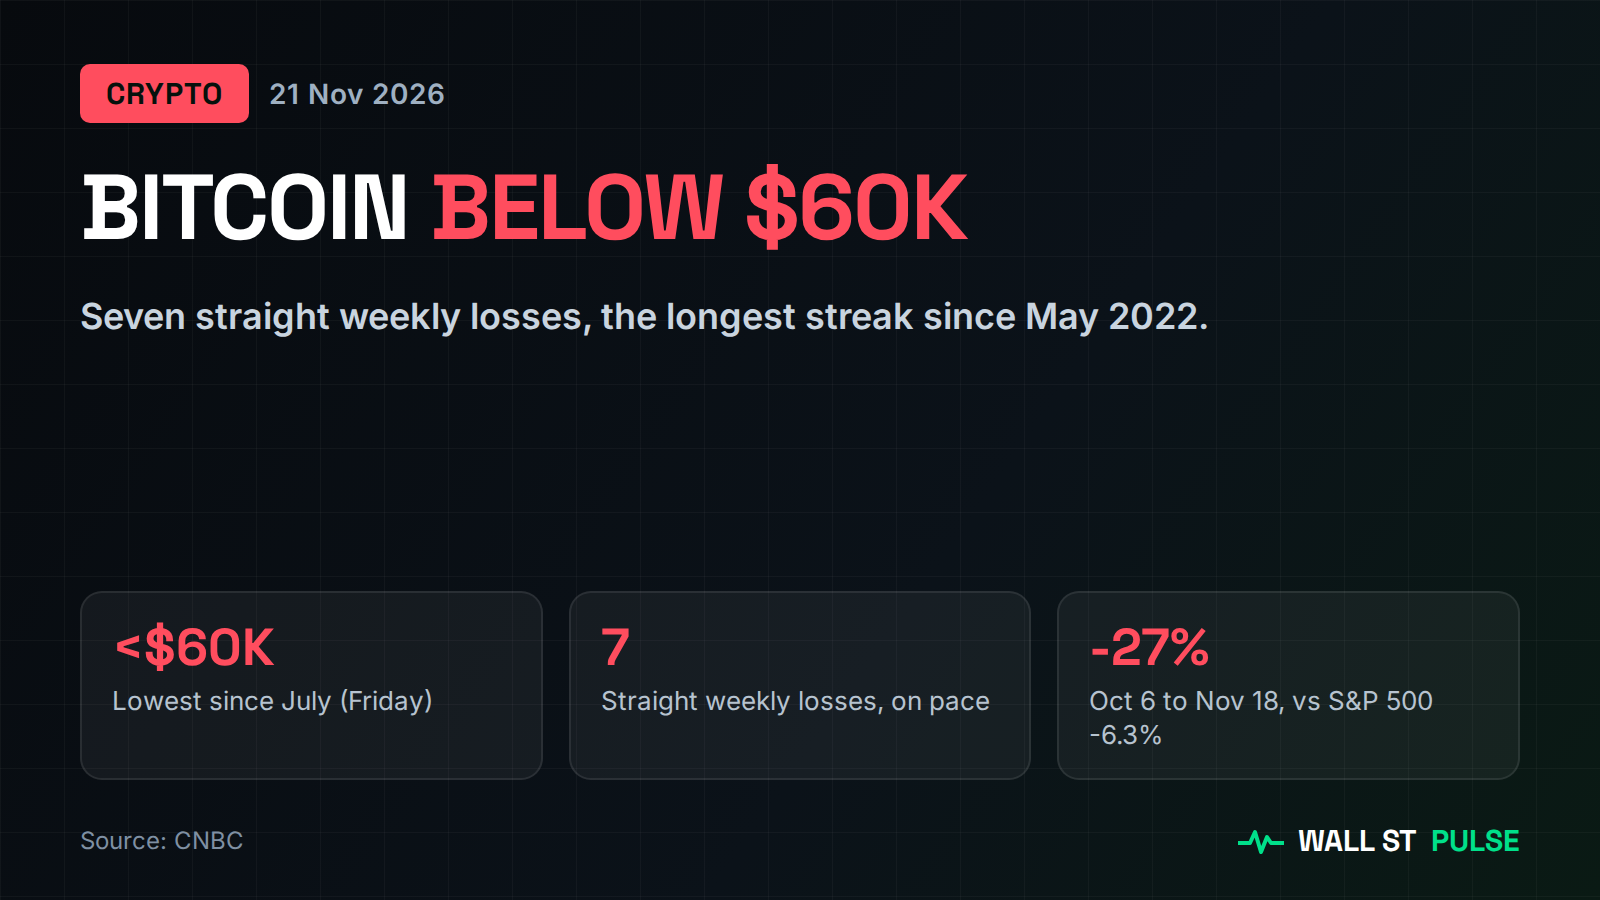 CRYPTO 21 Nov 2026
BITCOIN BELOW $60K
Seven straight weekly losses, the longest streak since May 2022.
<$60K
Lowest since July (Friday)
7
Straight weekly losses, on pace
-27%
Oct 6 to Nov 18, vs S&P 500
-6.3%
Source: CNBC
WALL ST PULSE